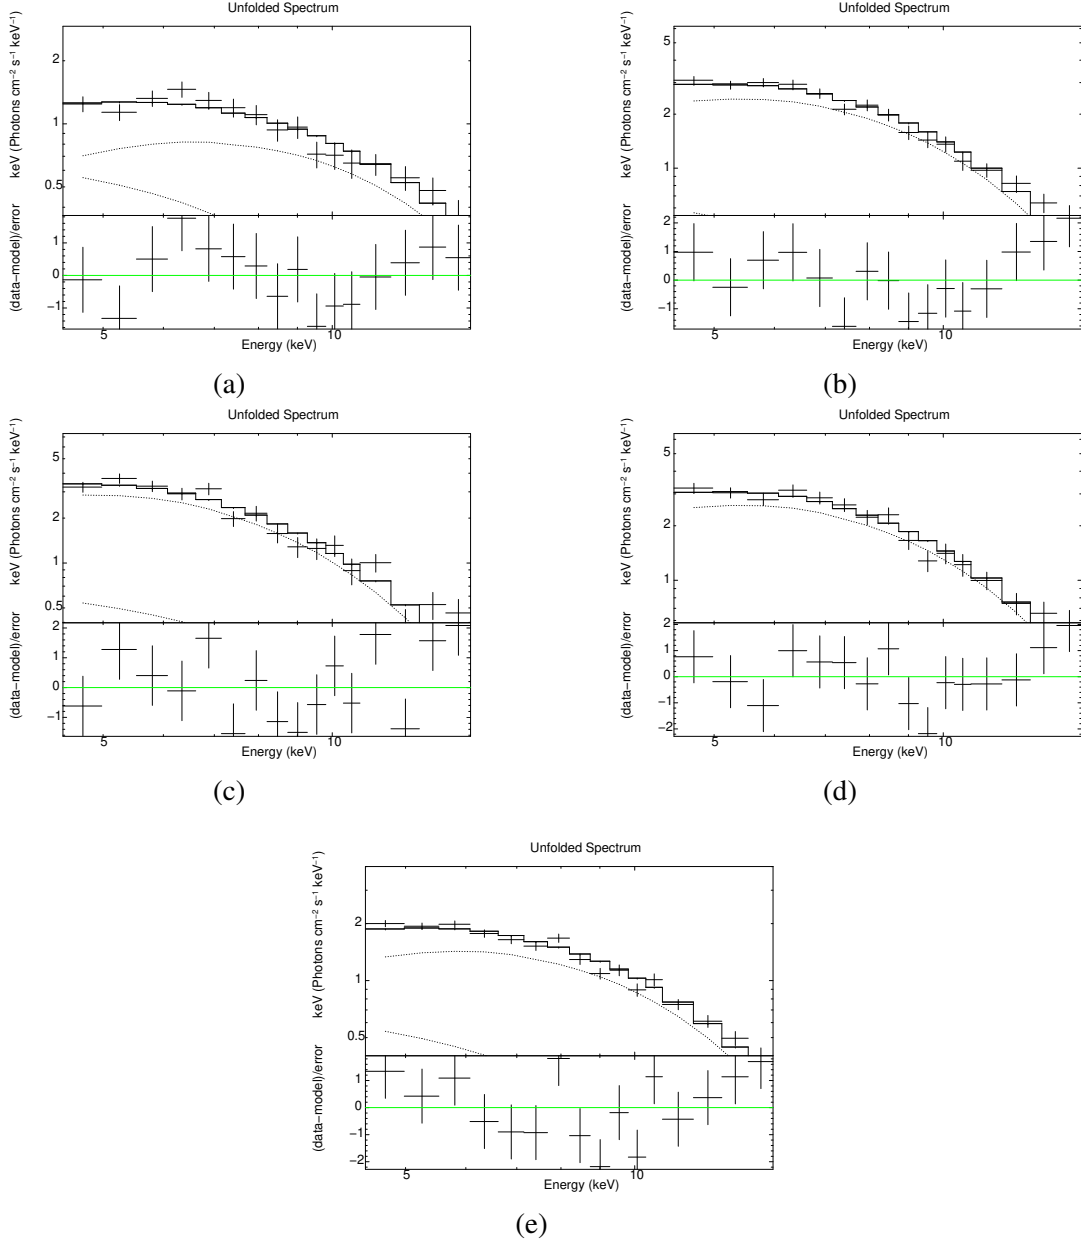 Unfolded Spectrum
keV (Photons cm⁻² s⁻¹ keV⁻¹)
2
1
0.5
(data−model)/error
1
0
−1
5
10
Energy (keV)
(a)
Unfolded Spectrum
keV (Photons cm⁻² s⁻¹ keV⁻¹)
5
2
1
(data−model)/error
2
1
0
−1
5
10
Energy (keV)
(b)
Unfolded Spectrum
keV (Photons cm⁻² s⁻¹ keV⁻¹)
5
2
1
0.5
(data−model)/error
2
1
0
−1
5
10
Energy (keV)
(c)
Unfolded Spectrum
keV (Photons cm⁻² s⁻¹ keV⁻¹)
5
2
1
(data−model)/error
2
1
0
−1
−2
5
10
Energy (keV)
(d)
Unfolded Spectrum
keV (Photons cm⁻² s⁻¹ keV⁻¹)
2
1
0.5
(data−model)/error
1
0
−1
−2
5
10
Energy (keV)
(e)